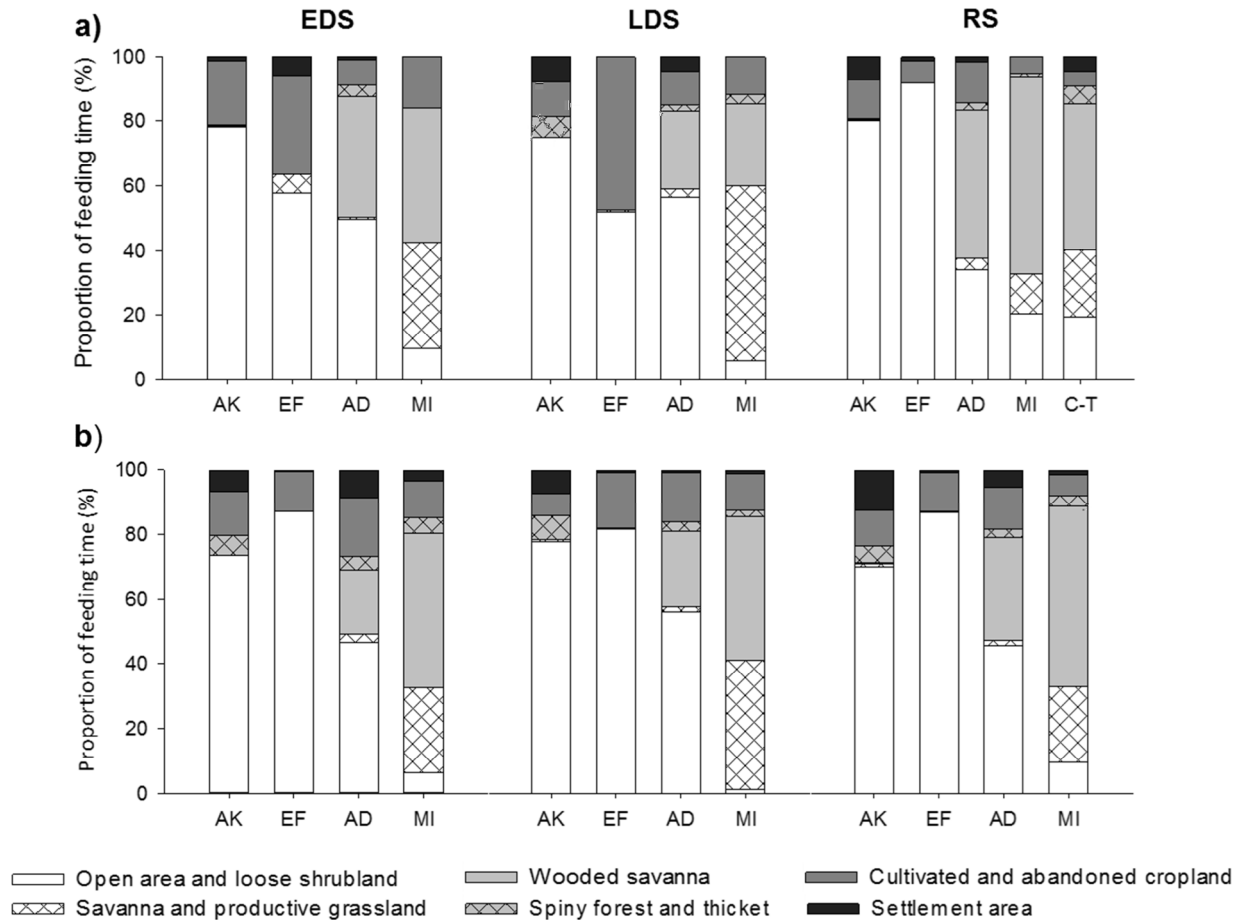 EDS LDS RS
a)
Proportion of feeding time (%)
100
80
60
40
20
0
AK EF AD MI AK EF AD MI AK EF AD MI C-T
b)
Proportion of feeding time (%)
100
80
60
40
20
0
AK EF AD MI AK EF AD MI AK EF AD MI
Open area and loose shrubland Wooded savanna Cultivated and abandoned cropland
Savanna and productive grassland Spiny forest and thicket Settlement area